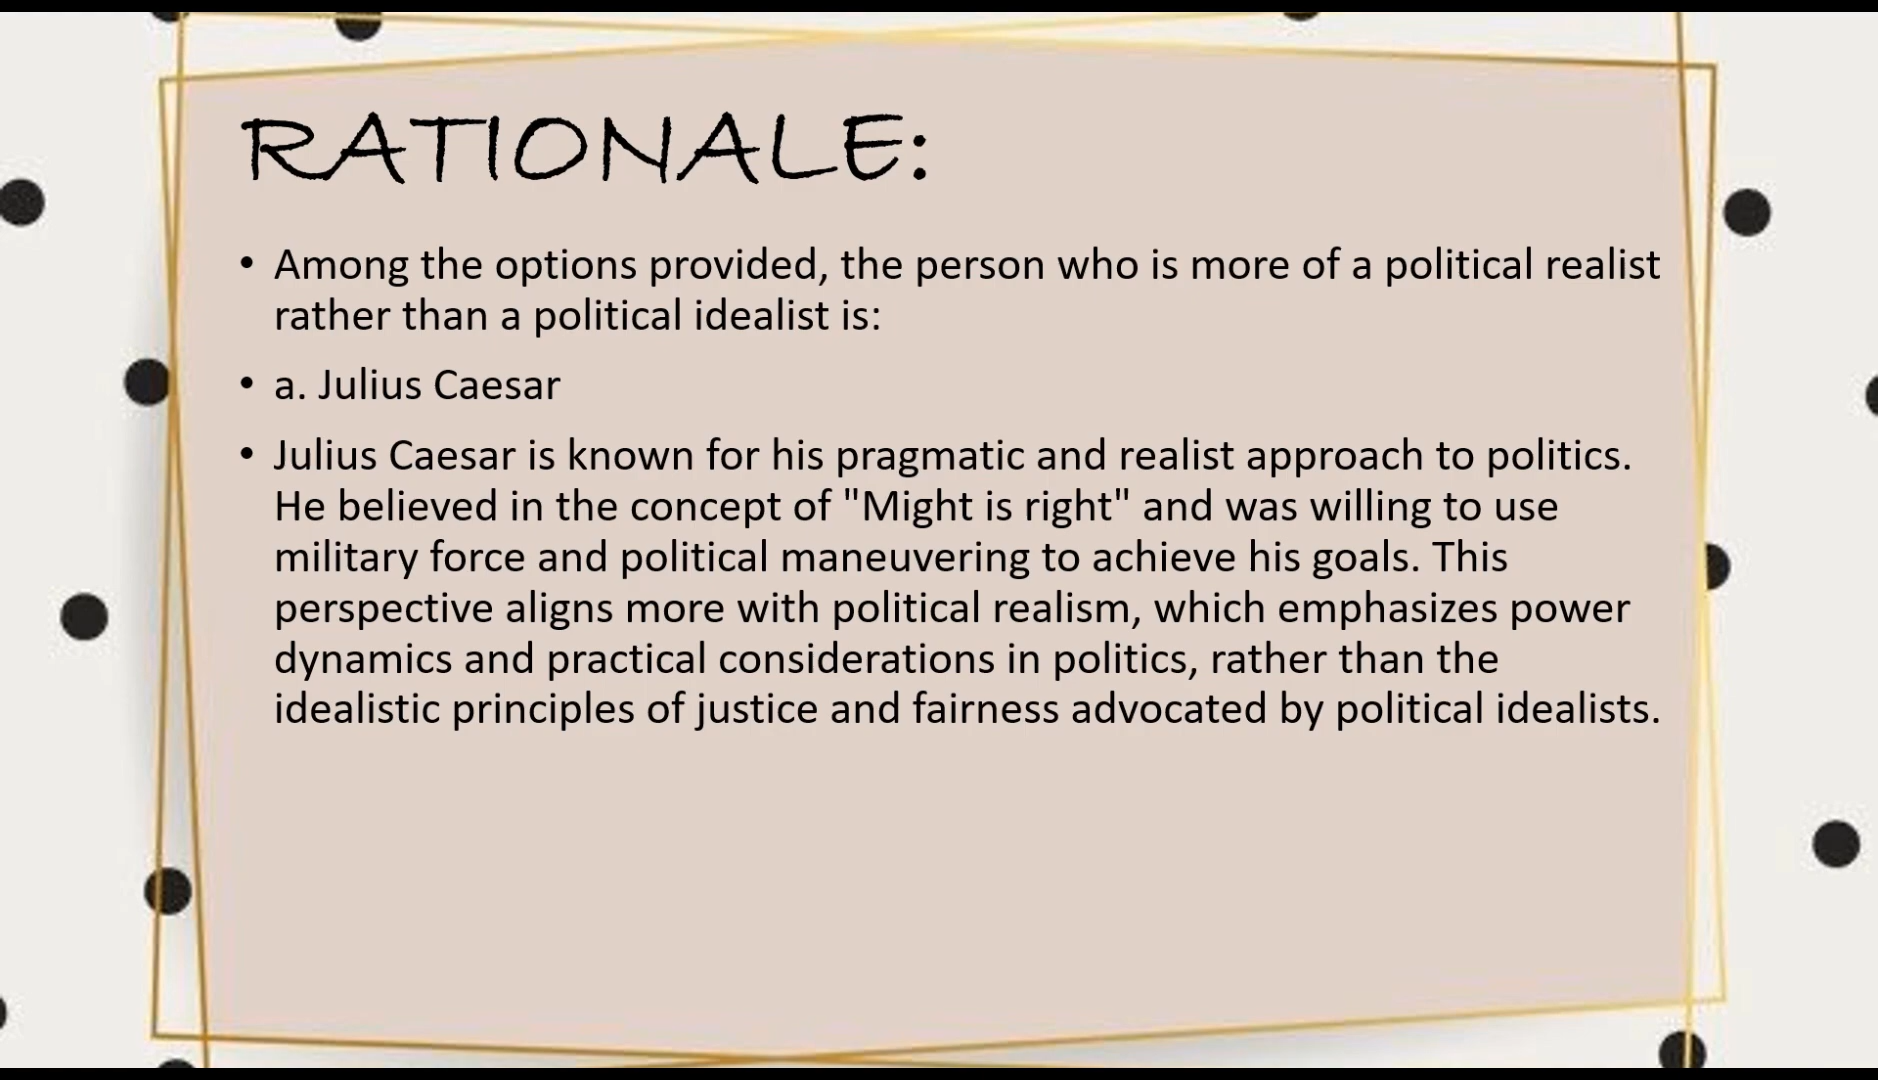 RATIONALE:
• Among the options provided, the person who is more of a political realist
rather than a political idealist is:
• a. Julius Caesar
• Julius Caesar is known for his pragmatic and realist approach to politics.
He believed in the concept of "Might is right" and was willing to use
military force and political maneuvering to achieve his goals. This
perspective aligns more with political realism, which emphasizes power
dynamics and practical considerations in politics, rather than the
idealistic principles of justice and fairness advocated by political idealists.